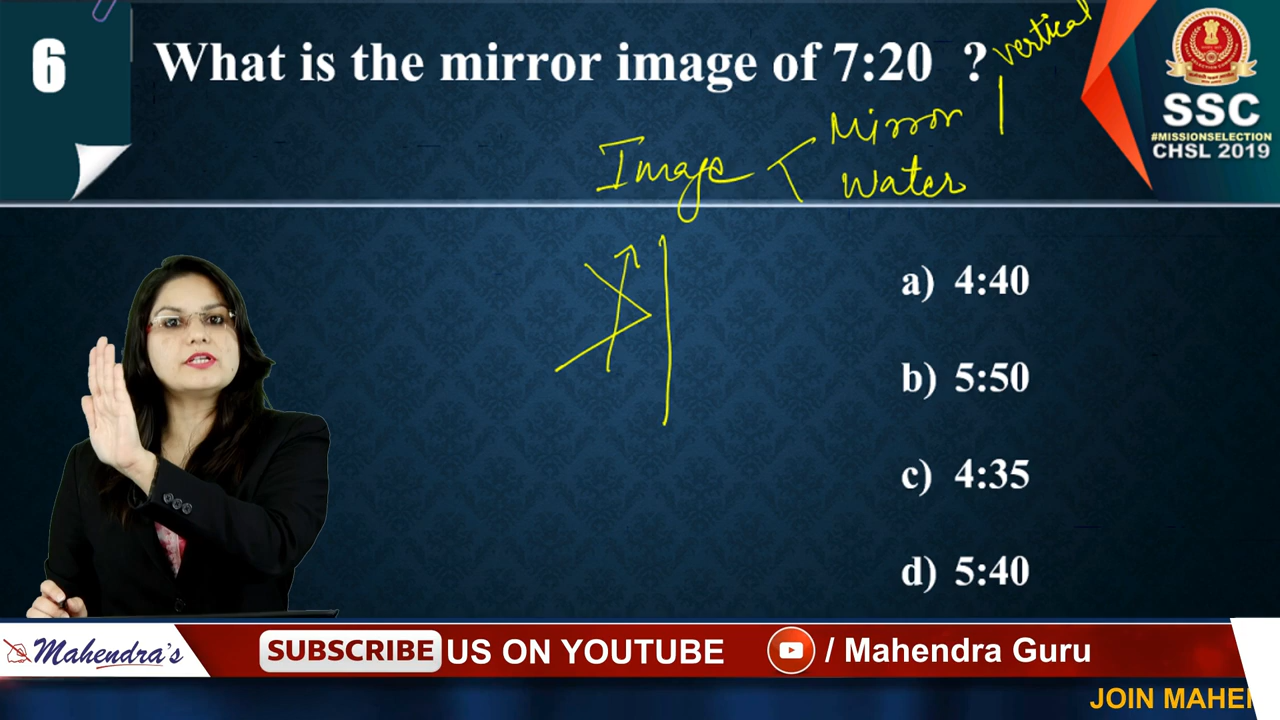 6
What is the mirror image of 7:20 ?
vertical
Mirror
Image
Water
SSC
#MISSIONSELECTION
CHSL 2019
a) 4:40
b) 5:50
c) 4:35
d) 5:40
Mahendra's
SUBSCRIBE US ON YOUTUBE
/ Mahendra Guru
JOIN MAHE